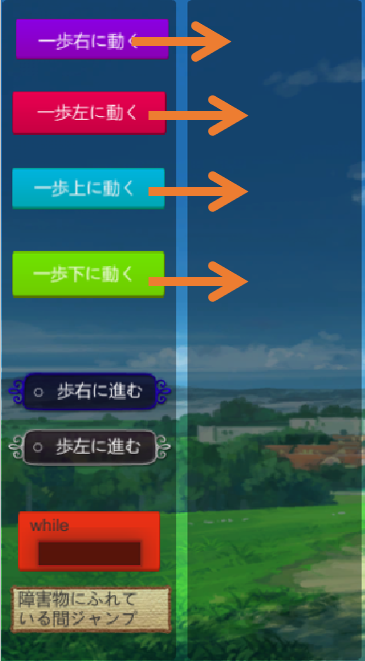 一歩右に動く
一歩左に動く
一歩上に動く
一歩下に動く
○ 歩右に進む
○ 歩左に進む
while
障害物にふれて
いる間ジャンプ